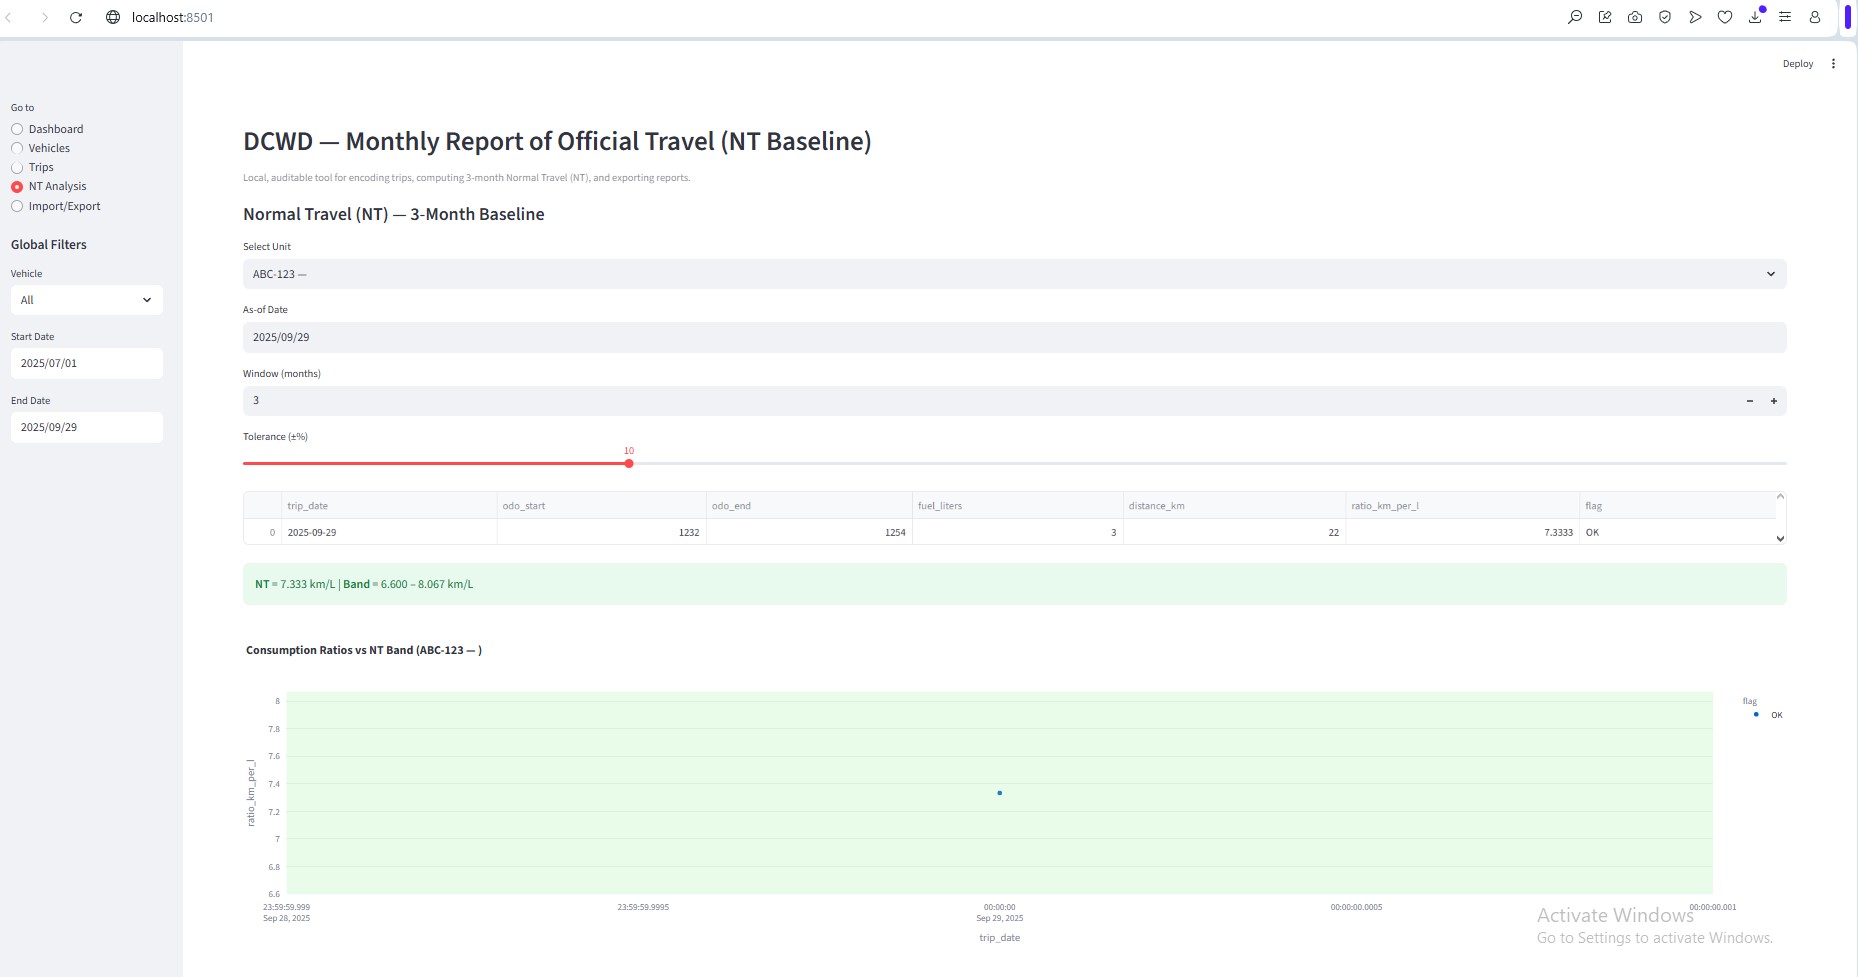 localhost:8501
Deploy
Go to
Dashboard
Vehicles
Trips
NT Analysis
Import/Export
Global Filters
Vehicle
All
Start Date
2025/07/01
End Date
2025/09/29
DCWD — Monthly Report of Official Travel (NT Baseline)
Local, auditable tool for encoding trips, computing 3-month Normal Travel (NT), and exporting reports.
Normal Travel (NT) — 3-Month Baseline
Select Unit
ABC-123 —
As-of Date
2025/09/29
Window (months)
3
Tolerance (±%)
10
trip_date odo_start odo_end fuel_liters distance_km ratio_km_per_l flag
0 2025-09-29 1232 1254 3 22 7.3333 OK
NT = 7.333 km/L | Band = 6.600 – 8.067 km/L
Consumption Ratios vs NT Band (ABC-123 — )
flag
OK
8
7.8
7.6
7.4
7.2
7
6.8
6.6
ratio_km_per_l
23:59:59.999 23:59:59.9995 00:00:00 00:00:00.0005 00:00:00.001
Sep 28, 2025 Sep 29, 2025
trip_date
Activate Windows
Go to Settings to activate Windows.